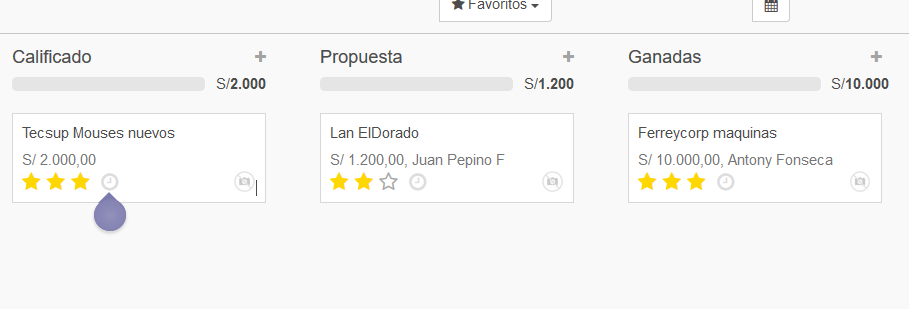 Favoritos
Calificado
S/2.000
Tecsup Mouses nuevos
S/ 2.000,00
Propuesta
S/1.200
Lan ElDorado
S/ 1.200,00, Juan Pepino F
Ganadas
S/10.000
Ferreycorp maquinas
S/ 10.000,00, Antony Fonseca